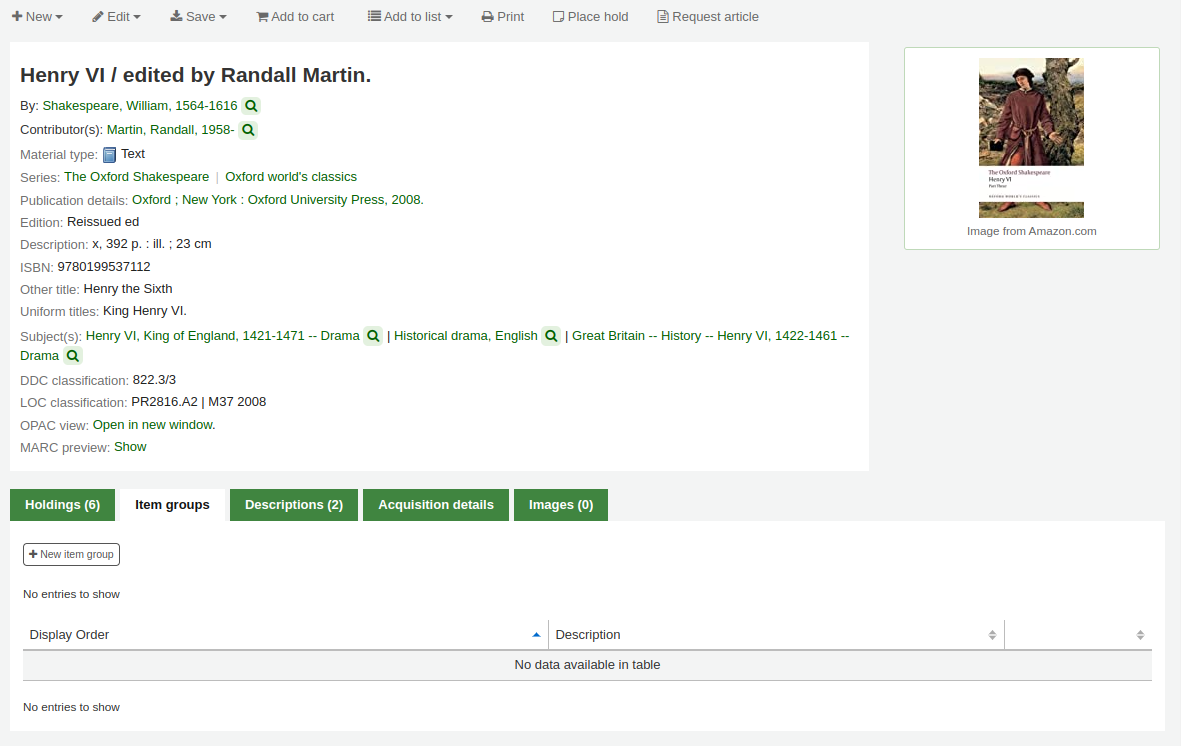 New Edit Save Add to cart Add to list Print Place hold Request article
Henry VI / edited by Randall Martin.
By: Shakespeare, William, 1564-1616
Contributor(s): Martin, Randall, 1958-
Material type: Text
Series: The Oxford Shakespeare | Oxford world's classics
Publication details: Oxford ; New York : Oxford University Press, 2008.
Edition: Reissued ed
Description: x, 392 p. : ill. ; 23 cm
ISBN: 9780199537112
Other title: Henry the Sixth
Uniform titles: King Henry VI.
Subject(s): Henry VI, King of England, 1421-1471 -- Drama | Historical drama, English | Great Britain -- History -- Henry VI, 1422-1461 --
Drama
DDC classification: 822.3/3
LOC classification: PR2816.A2 | M37 2008
OPAC view: Open in new window.
MARC preview: Show
The Oxford Shakespeare
Henry VI
Part Three
OXFORD WORLD'S CLASSICS
Image from Amazon.com
Holdings (6) Item groups Descriptions (2) Acquisition details Images (0)
New item group
No entries to show
Display Order Description
No data available in table
No entries to show